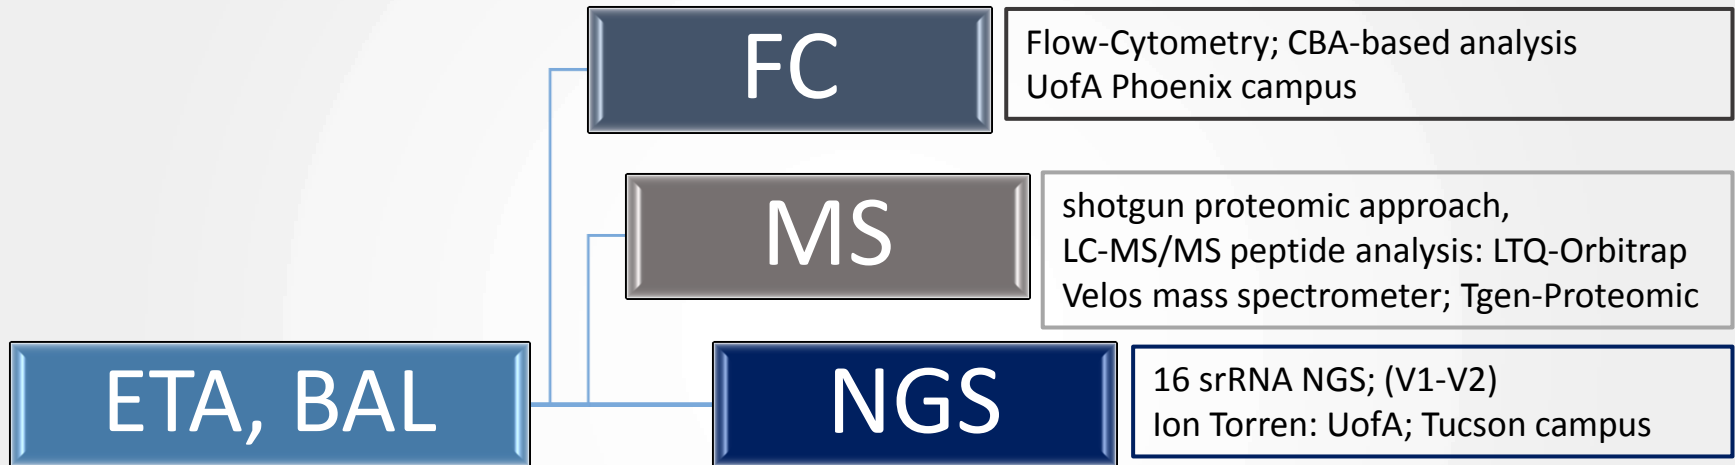 FC
Flow-Cytometry; CBA-based analysis
UofA Phoenix campus
MS
shotgun proteomic approach,
LC-MS/MS peptide analysis: LTQ-Orbitrap
Velos mass spectrometer; Tgen-Proteomic
ETA, BAL
NGS
16 srRNA NGS; (V1-V2)
Ion Torren: UofA; Tucson campus